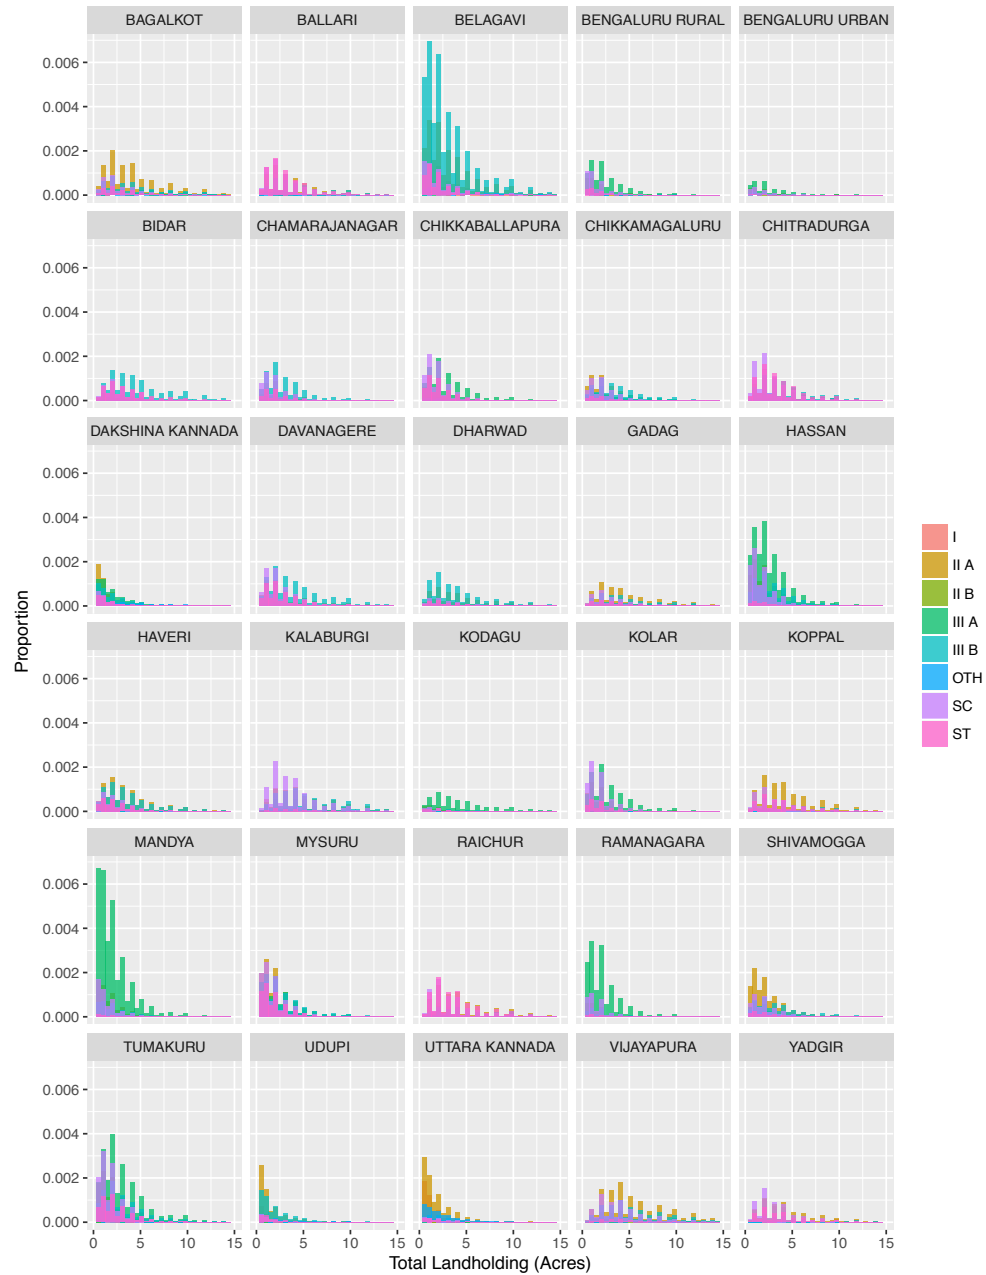 BAGALKOT BALLARI BELAGAVI BENGALURU RURAL BENGALURU URBAN
0.006
0.004
0.002
0.000
BIDAR CHAMARAJANAGAR CHIKKABALLAPURA CHIKKAMAGALURU CHITRADURGA
0.006
0.004
0.002
0.000
DAKSHINA KANNADA DAVANAGERE DHARWAD GADAG HASSAN
0.006
0.004
0.002
0.000
HAVERI KALABURGI KODAGU KOLAR KOPPAL
0.006
0.004
0.002
0.000
MANDYA MYSURU RAICHUR RAMANAGARA SHIVAMOGGA
0.006
0.004
0.002
0.000
TUMAKURU UDUPI UTTARA KANNADA VIJAYAPURA YADGIR
0.006
0.004
0.002
0.000
0 5 10 15 0 5 10 15 0 5 10 15 0 5 10 15 0 5 10 15
Total Landholding (Acres)
Proportion
I
II A
II B
III A
III B
OTH
SC
ST